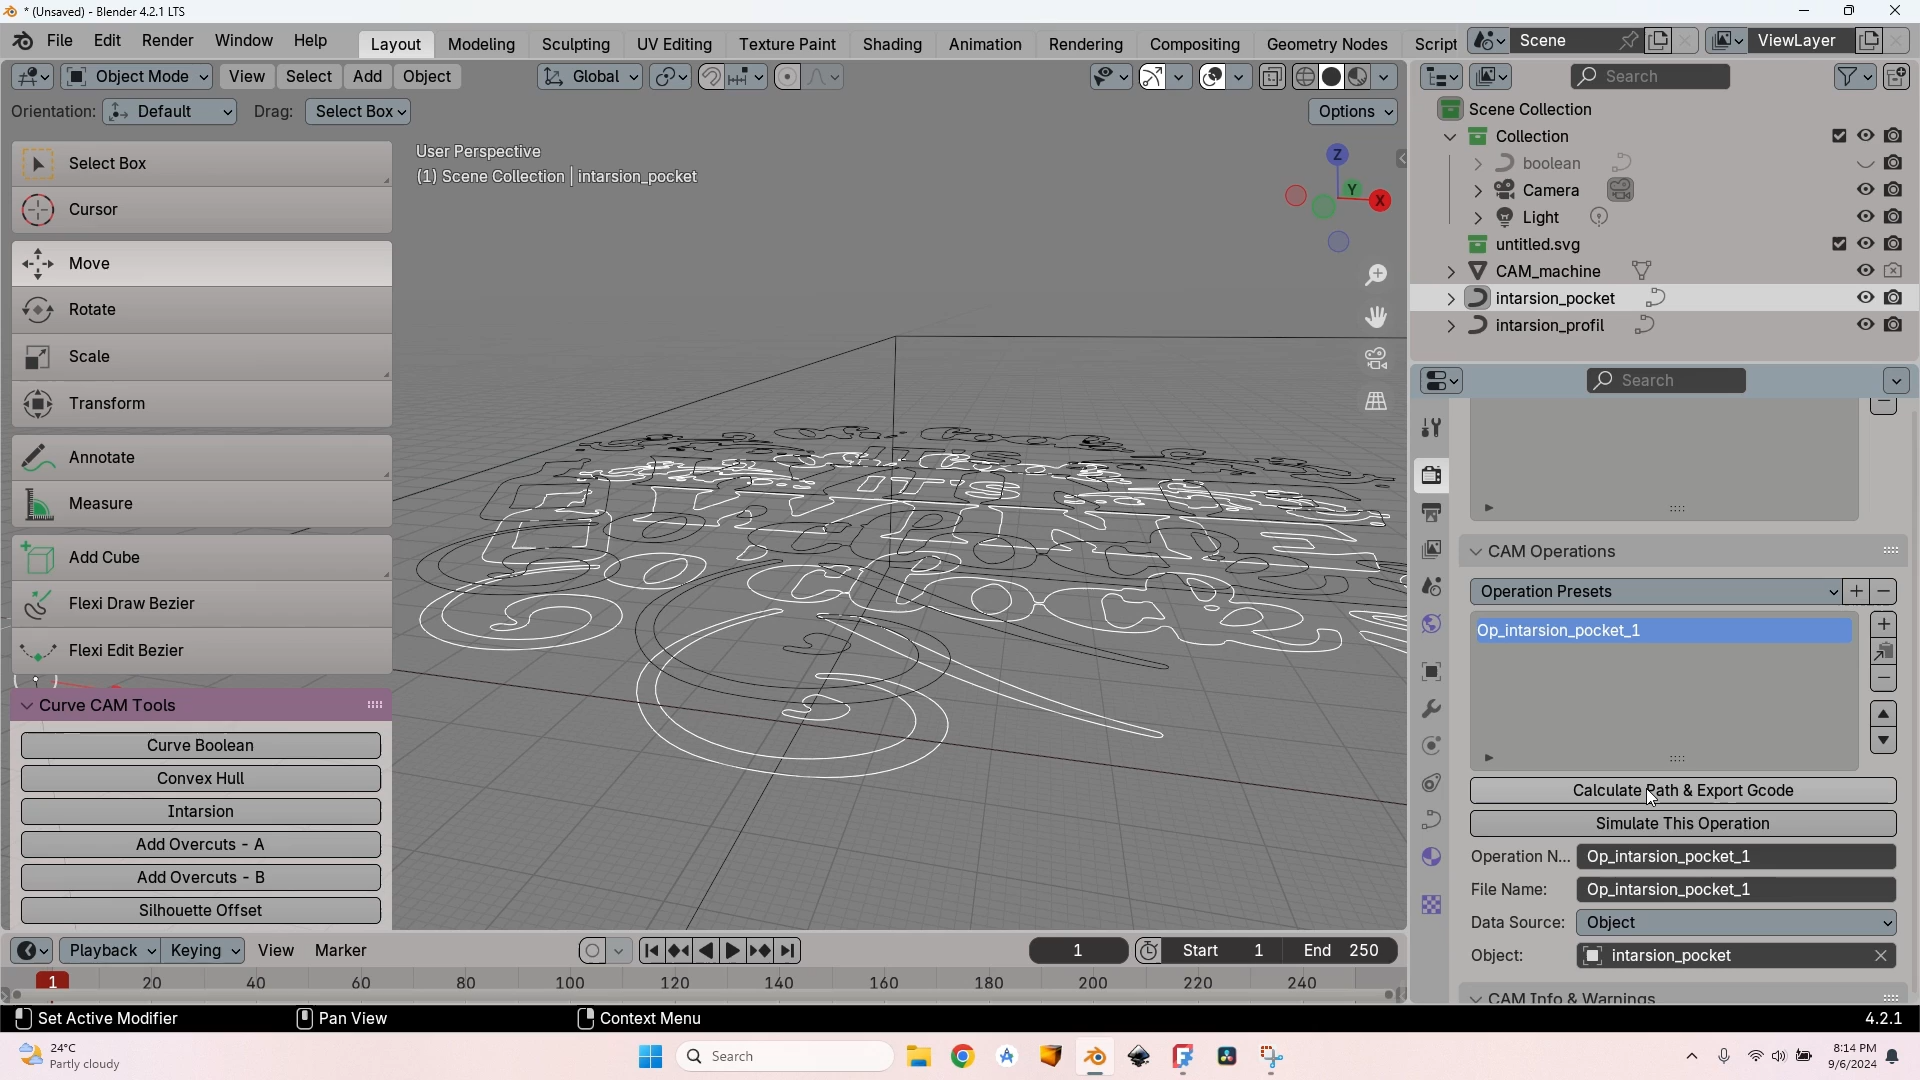 * (Unsaved) - Blender 4.2.1 LTS
File Edit Render Window Help Layout Modeling Sculpting UV Editing Texture Paint Shading Animation Rendering Compositing Geometry Nodes Script Scene ViewLayer
Object Mode View Select Add Object Global Search
Orientation: Default Drag: Select Box Options
User Perspective
(1) Scene Collection | intarsion_pocket
Z
Y
X
Select Box
Cursor
Move
Rotate
Scale
Transform
Annotate
Measure
Add Cube
Flexi Draw Bezier
Flexi Edit Bezier
Curve CAM Tools
Curve Boolean
Convex Hull
Intarsion
Add Overcuts - A
Add Overcuts - B
Silhouette Offset
Scene Collection
Collection
boolean
Camera
Light
untitled.svg
CAM_machine
intarsion_pocket
intarsion_profil
Search
CAM Operations
Operation Presets
Op_intarsion_pocket_1
Calculate Path & Export Gcode
Simulate This Operation
Operation N... Op_intarsion_pocket_1
File Name: Op_intarsion_pocket_1
Data Source: Object
Object: intarsion_pocket
CAM Info & Warnings
Playback Keying View Marker 1 Start 1 End 250
1 20 40 60 80 100 120 140 160 180 200 220 240
Set Active Modifier Pan View Context Menu 4.2.1
24°C
Partly cloudy
Search
8:14 PM
9/6/2024